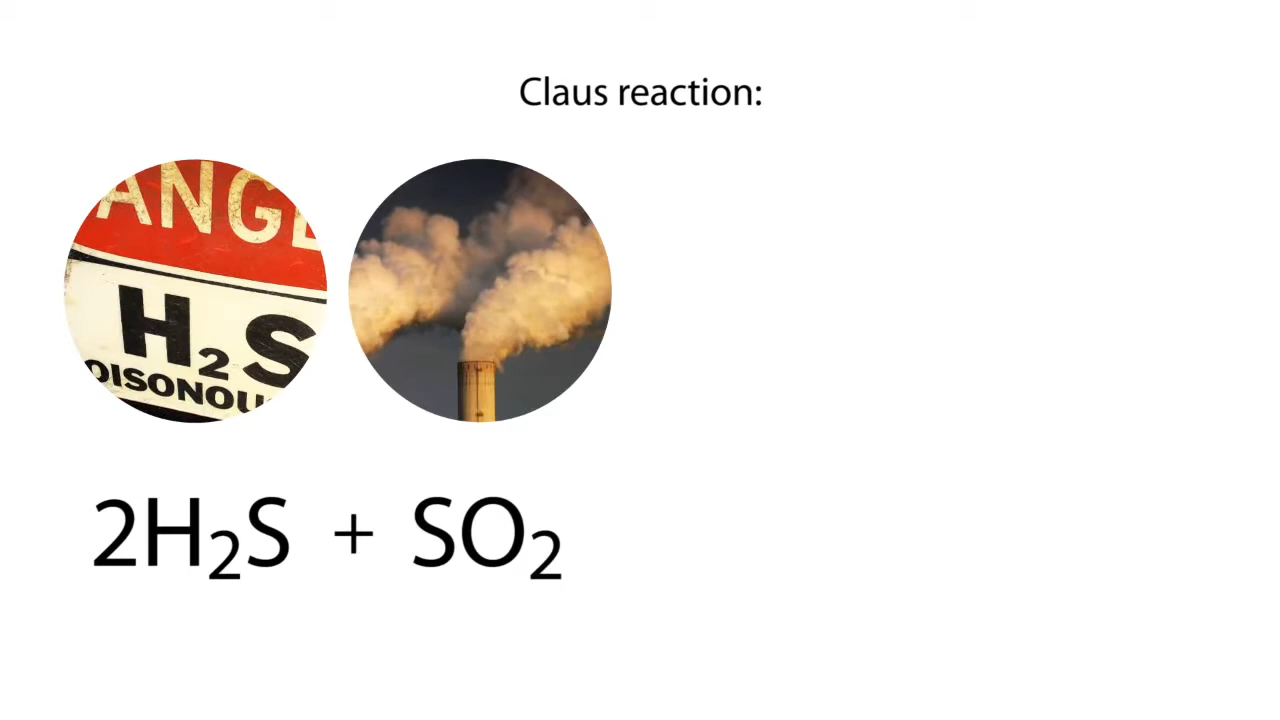 Claus reaction:
ANGE
H₂S
OISONOU
2H₂S + SO₂